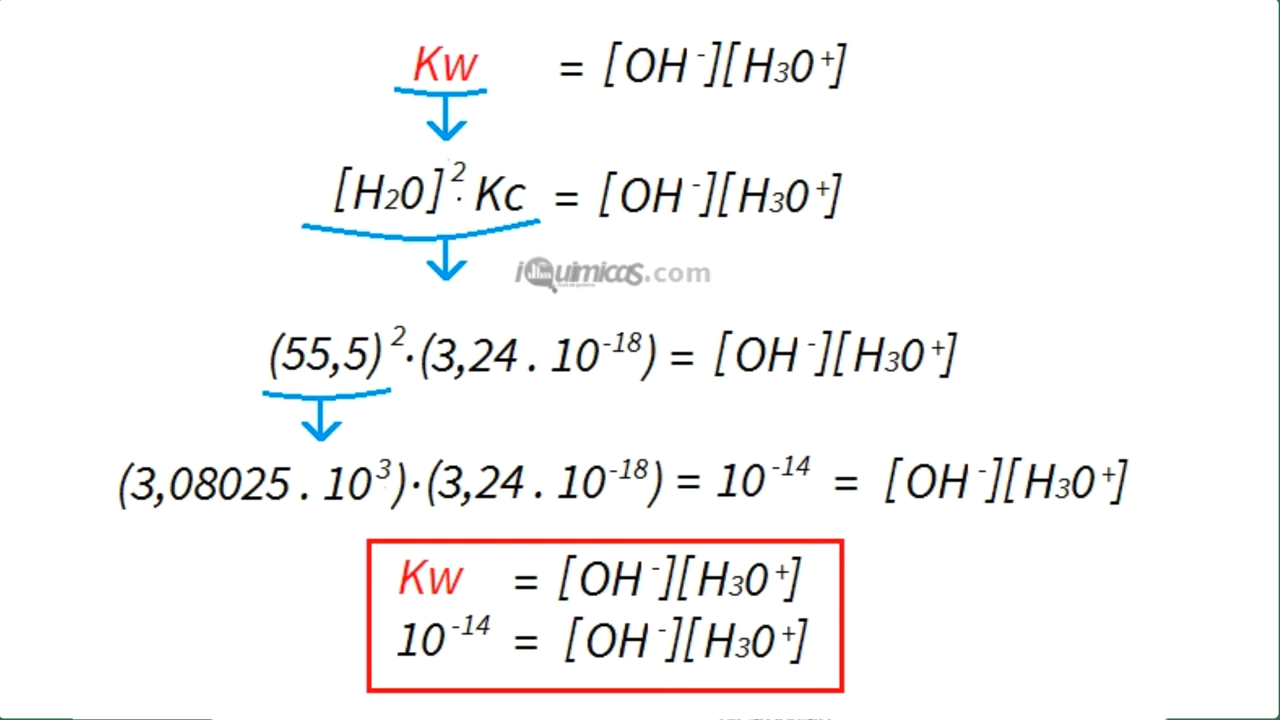 Kw = [OH⁻][H₃0⁺]
[H₂0]²·Kc = [OH⁻][H₃0⁺]
iQuimicas.com
(55,5)²·(3,24 . 10⁻¹⁸) = [OH⁻][H₃0⁺]
(3,08025 . 10³)·(3,24 . 10⁻¹⁸) = 10⁻¹⁴ = [OH⁻][H₃0⁺]
Kw = [OH⁻][H₃0⁺]
10⁻¹⁴ = [OH⁻][H₃0⁺]